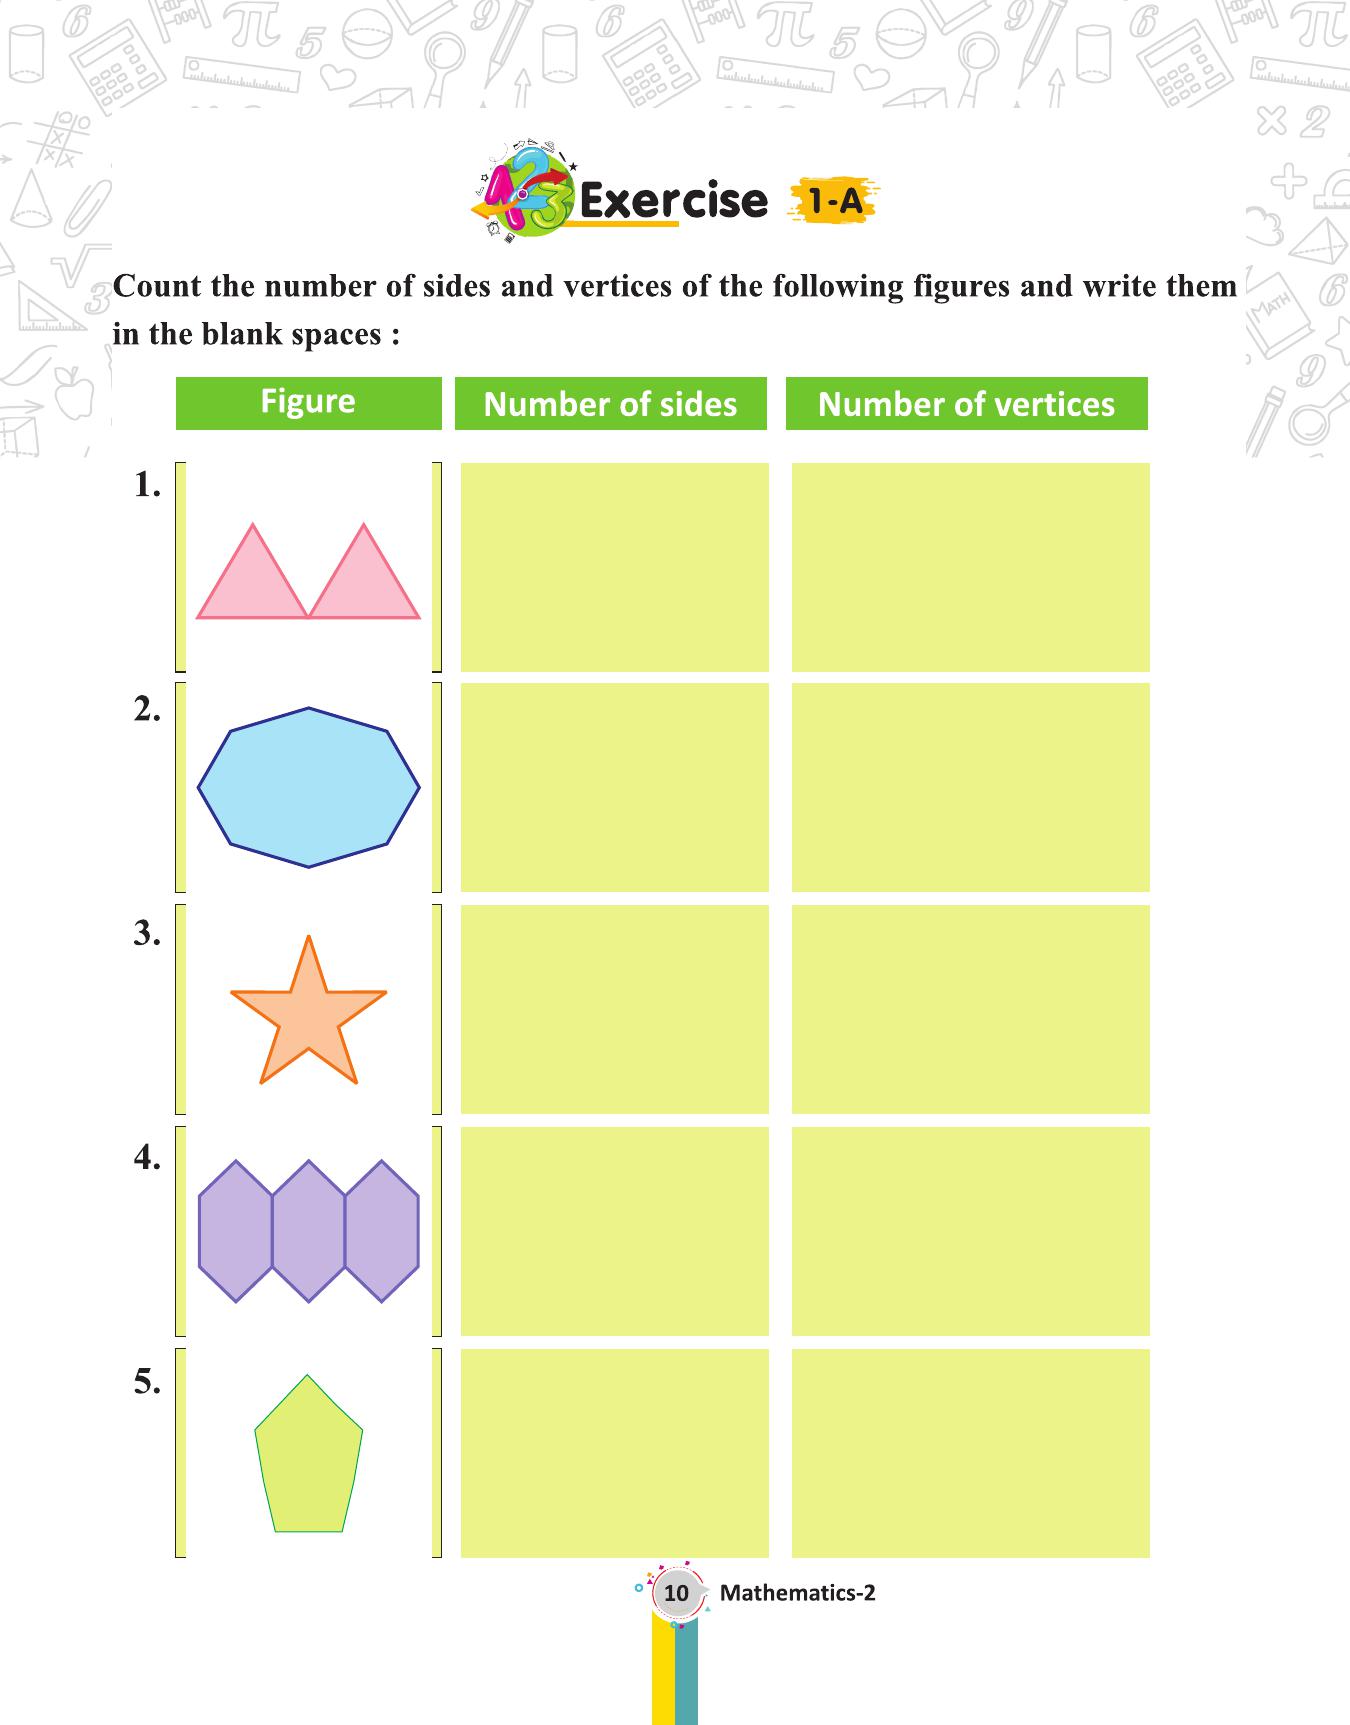 Exercise 1-A
Count the number of sides and vertices of the following figures and write them
in the blank spaces :
Figure Number of sides Number of vertices
1.
2.
3.
4.
5.
10 Mathematics-2